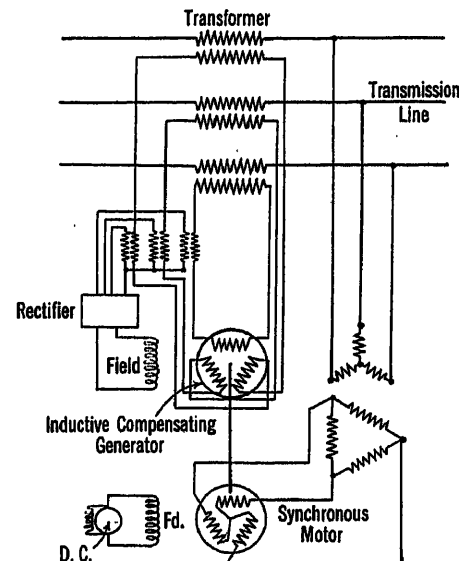 Transformer
Transmission
Line
Rectifier
Field
Inductive Compensating
Generator
Fd.
Synchronous
Motor
D. C.